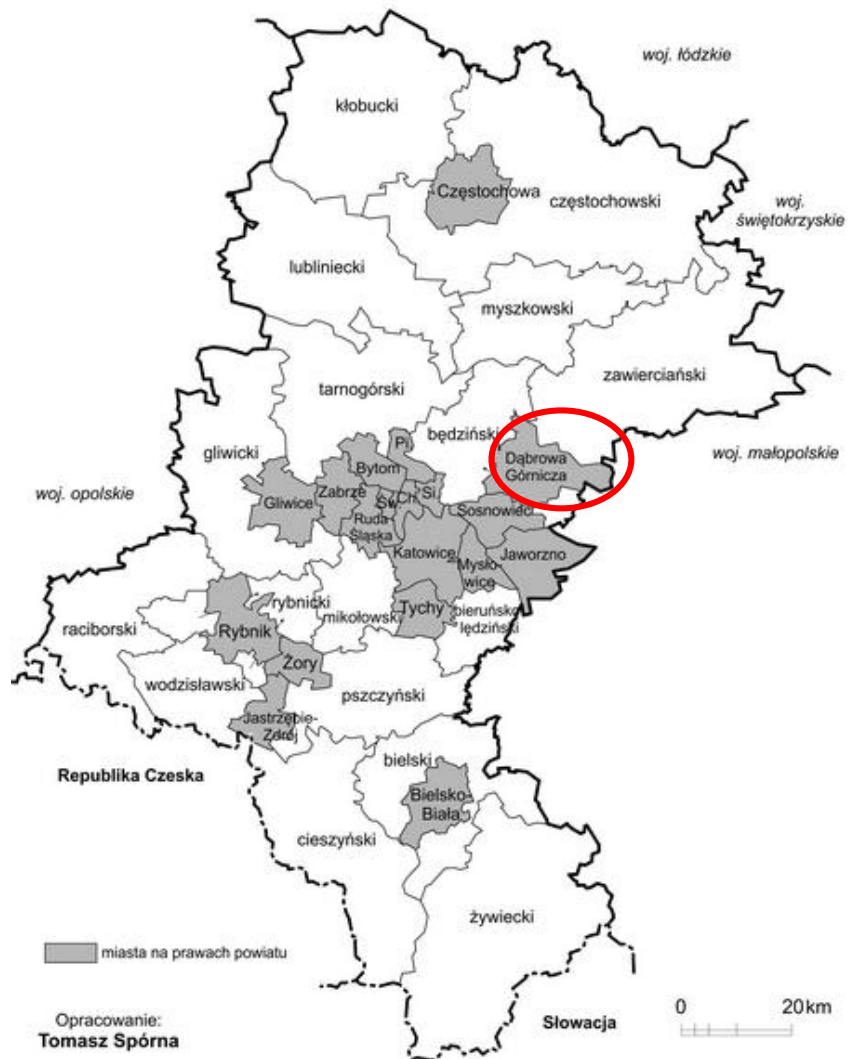 woj. łódzkie
kłobucki
Częstochowa
częstochowski
woj.
świętokrzyskie
lubliniecki
myszkowski
zawierciański
tarnogórski
będziński
woj. małopolskie
gliwicki
Pi
Bytom
Dąbrowa
Górnicza
woj. opolskie
Gliwice
Zabrze
Św
Ch
Si
Sosnowiec
Ruda
Śląska
Katowice
Mysło-
wice
Jaworzno
rybnicki
mikołowski
Tychy
bieruńsko
lędziński
raciborski
Rybnik
Żory
wodzisławski
pszczyński
Jastrzębie-
Zdrój
Republika Czeska
bielski
Bielsko-
Biała
cieszyński
żywiecki
miasta na prawach powiatu
Opracowanie:
Tomasz Spórna
Słowacja
0 20 km